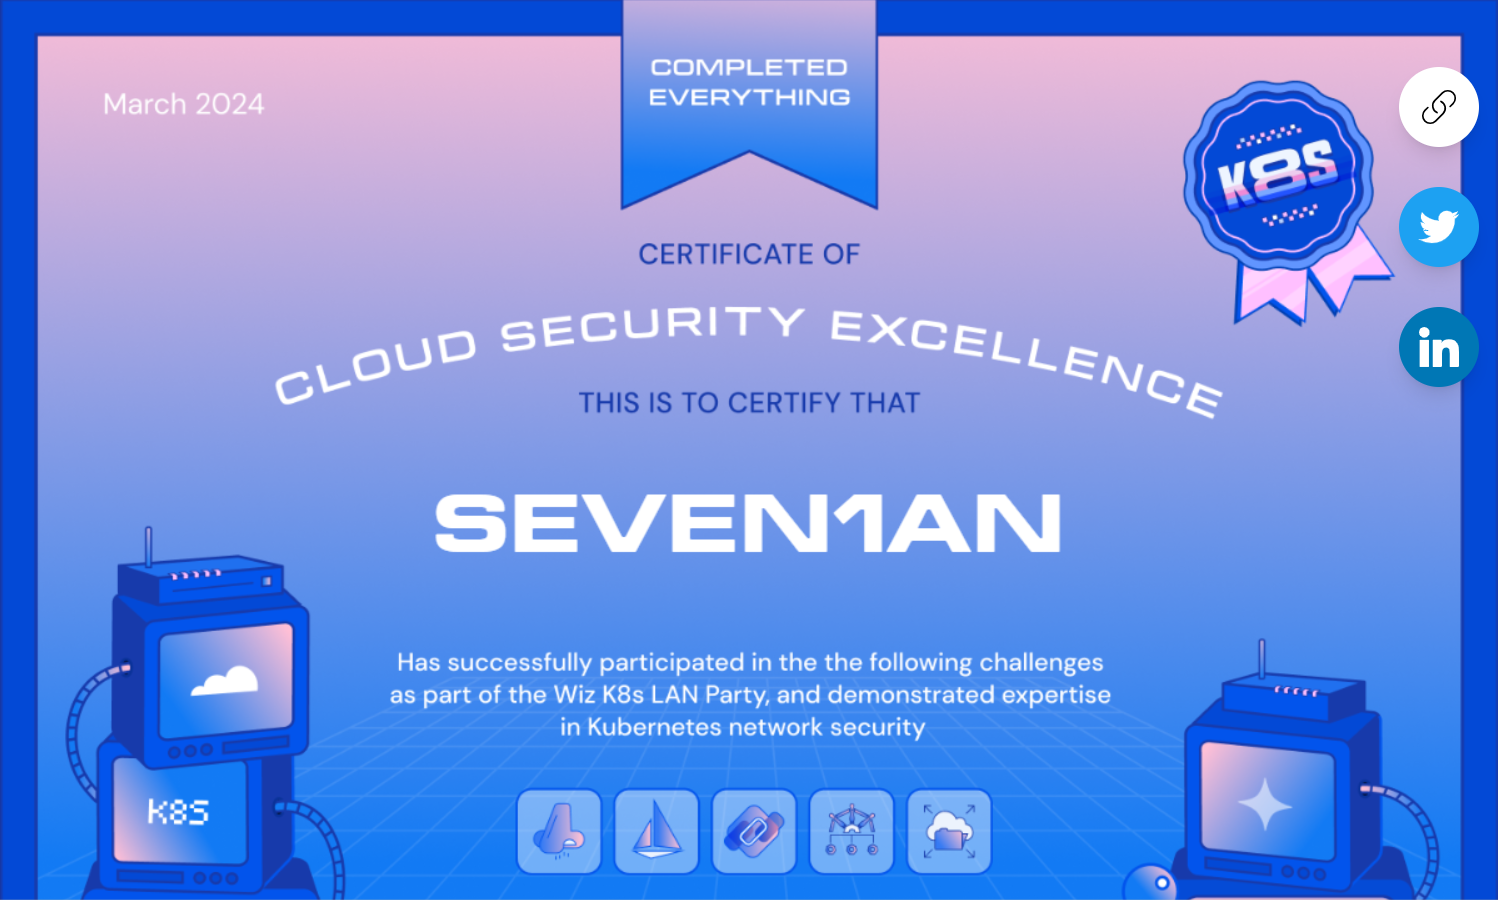 COMPLETED
EVERYTHING
March 2024
K8S
CERTIFICATE OF
CLOUD SECURITY EXCELLENCE
THIS IS TO CERTIFY THAT
SEVEN1AN
Has successfully participated in the the following challenges
as part of the Wiz K8s LAN Party, and demonstrated expertise
in Kubernetes network security
K8S
in